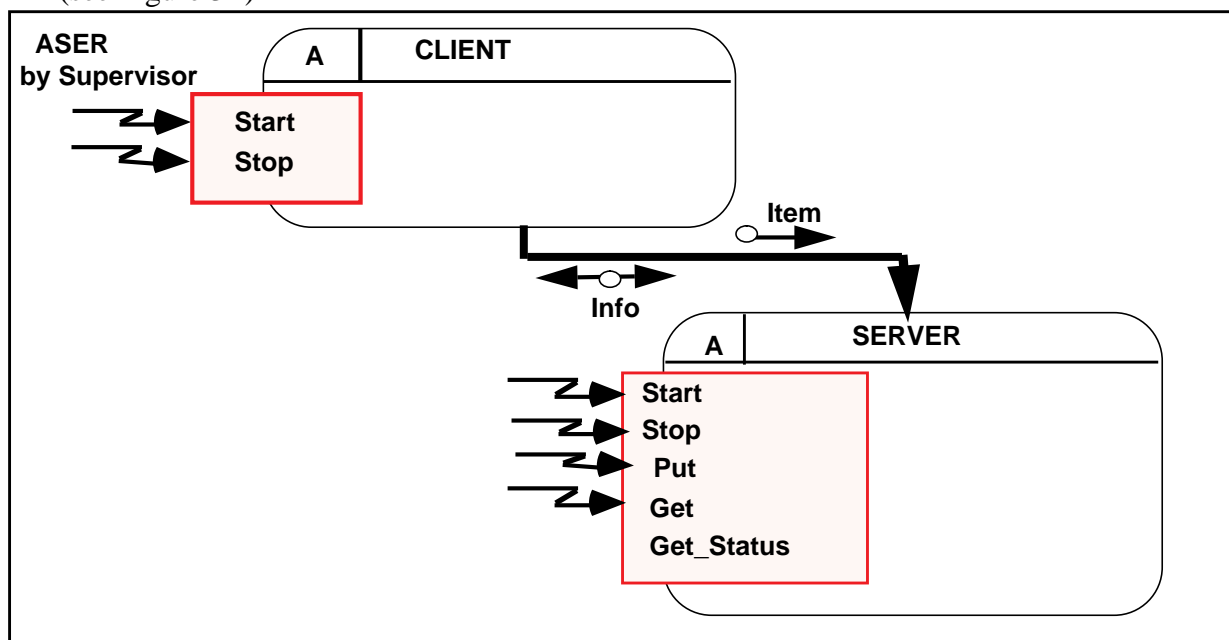 ASER
by Supervisor
A
CLIENT
Start
Stop
Item
Info
A
SERVER
Start
Stop
Put
Get
Get_Status